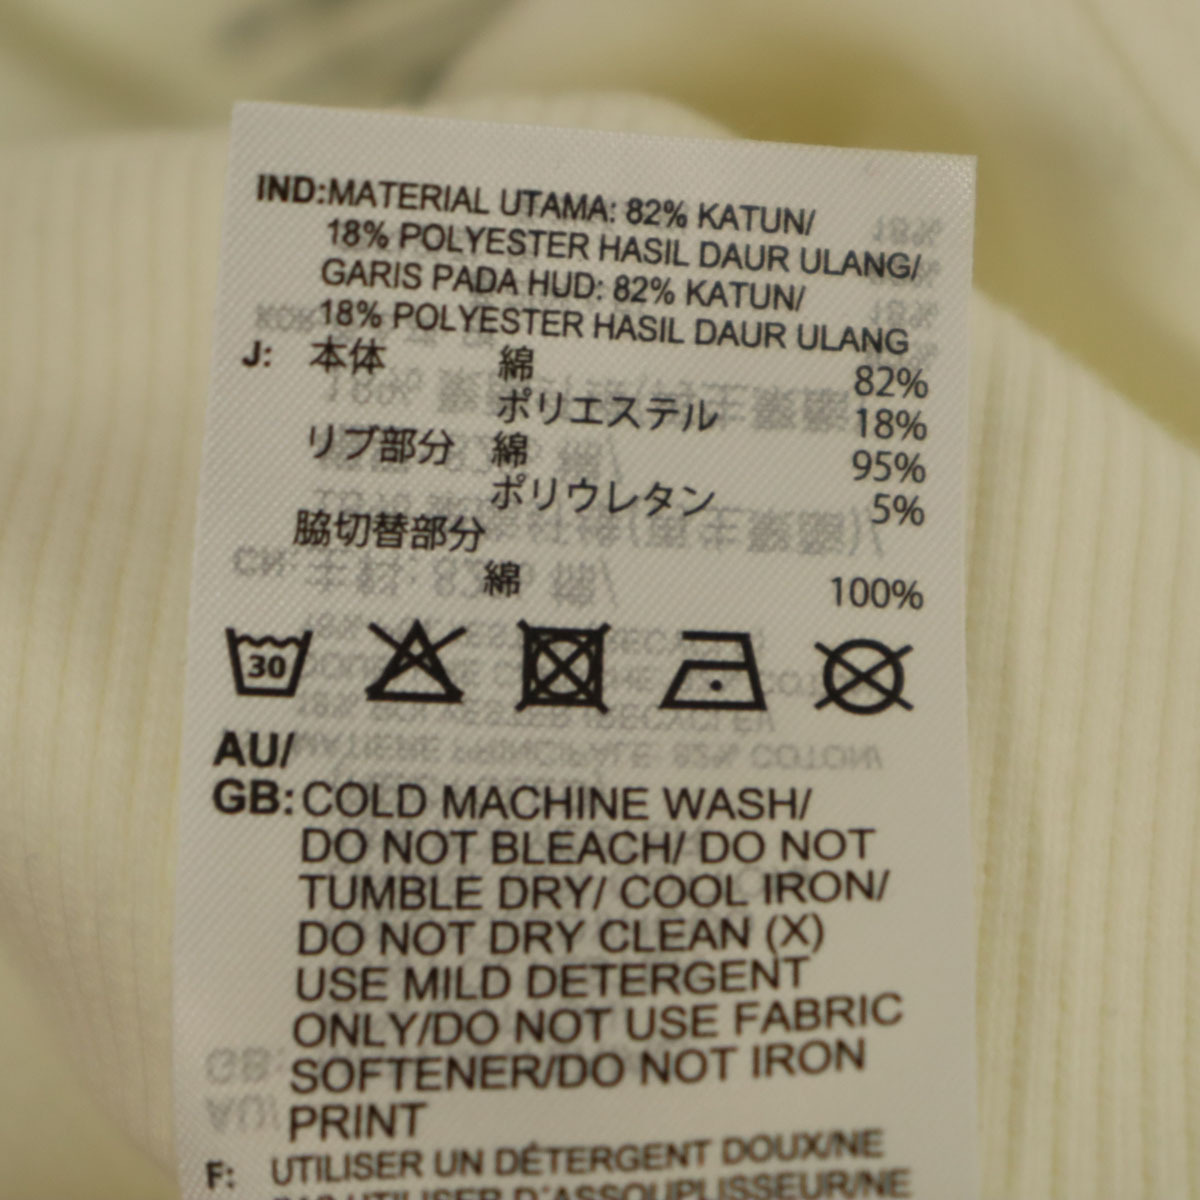 IND:MATERIAL UTAMA: 82% KATUN/
18% POLYESTER HASIL DAUR ULANG/
GARIS PADA HUD: 82% KATUN/
18% POLYESTER HASIL DAUR ULANG
J: 本体 綿 82%
ポリエステル 18%
リブ部分 綿 95%
ポリウレタン 5%
脇切替部分
綿 100%
30
AU/
GB: COLD MACHINE WASH/
DO NOT BLEACH/ DO NOT
TUMBLE DRY/ COOL IRON/
DO NOT DRY CLEAN (X)
USE MILD DETERGENT
ONLY/DO NOT USE FABRIC
SOFTENER/DO NOT IRON
PRINT
F: UTILISER UN DÉTERGENT DOUX/NE
PAS UTILISER D'ASSOUPLISSEUR/NE